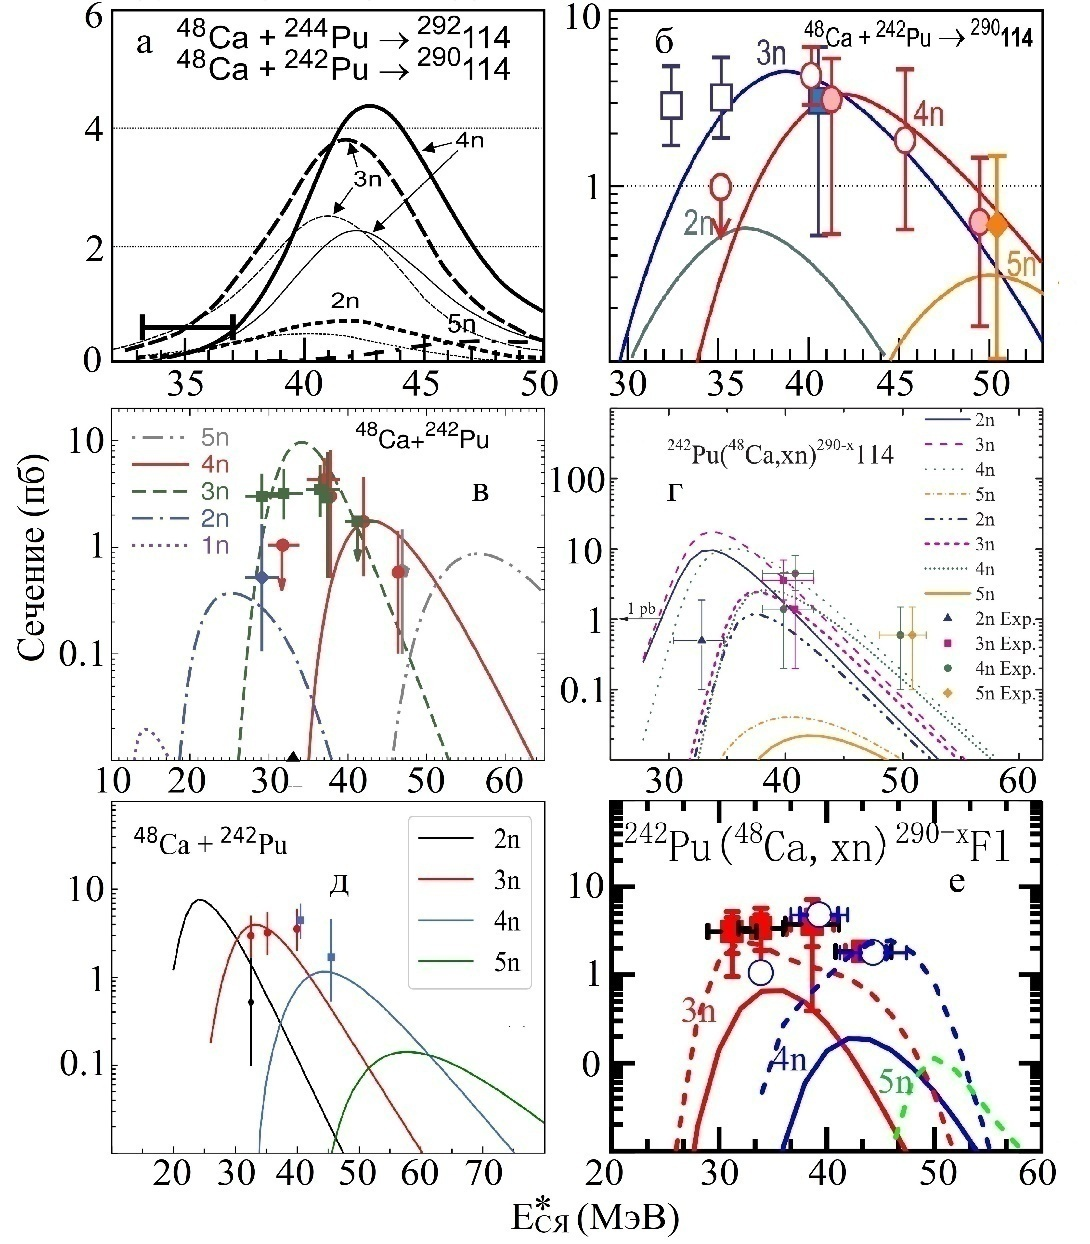 6
4
2
0
а
⁴⁸Ca + ²⁴⁴Pu → ²⁹²114
⁴⁸Ca + ²⁴²Pu → ²⁹⁰114
4n
3n
2n
5n
35 40 45 50
10
1
б
⁴⁸Ca + ²⁴²Pu → ²⁹⁰114
3n
4n
2n
5n
30 35 40 45 50
Сечение (пб)
10
1
0.1
5n
4n
3n
2n
1n
⁴⁸Ca+²⁴²Pu
в
10 20 30 40 50 60
100
10
1
0.1
²⁴²Pu(⁴⁸Ca,xn)²⁹⁰⁻ˣ114
г
1 pb
2n
3n
4n
5n
2n
3n
4n
5n
2n Exp.
3n Exp.
4n Exp.
5n Exp.
30 40 50 60
10
1
0.1
⁴⁸Ca + ²⁴²Pu
д
2n
3n
4n
5n
20 30 40 50 60 70
10
1
0
²⁴²Pu(⁴⁸Ca, xn)²⁹⁰⁻ˣFl
е
3n
4n
5n
20 30 40 50 60
E*СЯ (МэВ)